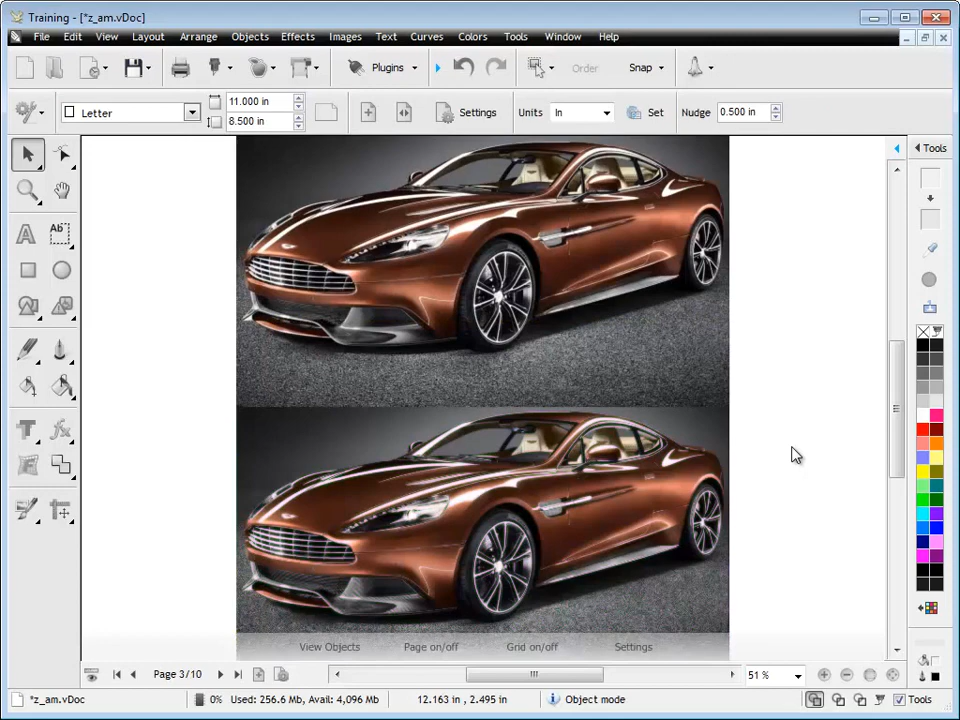 Training - [*z_am.vDoc]
File Edit View Layout Arrange Objects Effects Images Text Curves Colors Tools Window Help
Plugins Order Snap
Letter 11.000 in 8.500 in Settings Units In Set Nudge 0.500 in
Tools
A Abc
T fx
View Objects Page on/off Grid on/off Settings
Page 3/10 51 %
*z_am.vDoc 0% Used: 256.6 Mb, Avail: 4,096 Mb 12.163 in , 2.495 in Object mode Tools